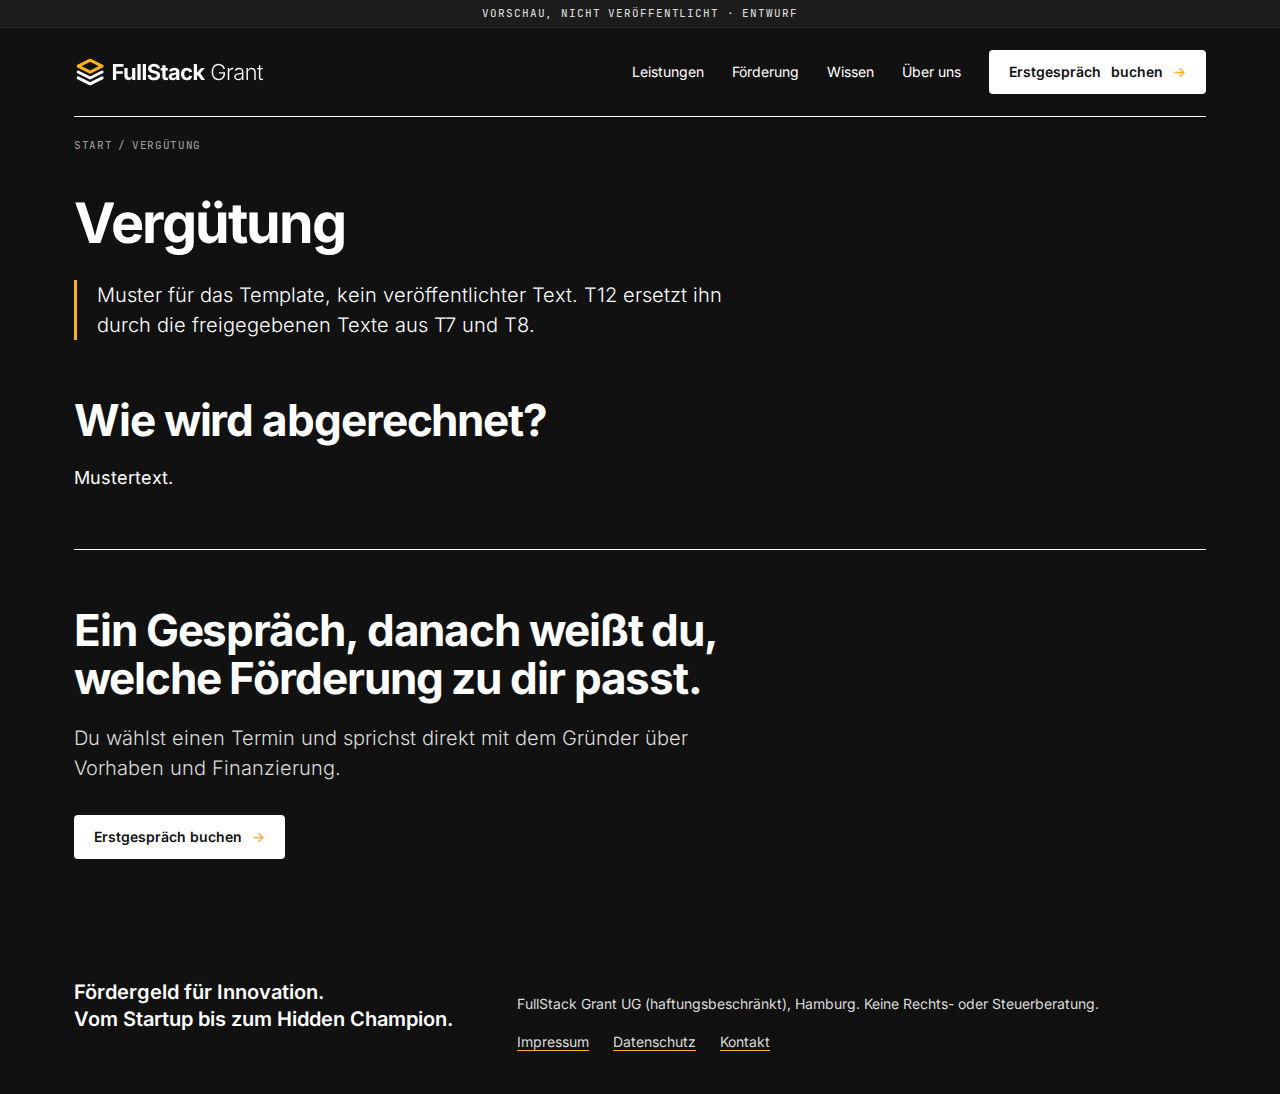 VORSCHAU, NICHT VERÖFFENTLICHT · ENTWURF
FullStack Grant
Leistungen
Förderung
Wissen
Über uns
Erstgespräch buchen →
START / VERGÜTUNG
Vergütung
Muster für das Template, kein veröffentlichter Text. T12 ersetzt ihn
durch die freigegebenen Texte aus T7 und T8.
Wie wird abgerechnet?
Mustertext.
Ein Gespräch, danach weißt du,
welche Förderung zu dir passt.
Du wählst einen Termin und sprichst direkt mit dem Gründer über
Vorhaben und Finanzierung.
Erstgespräch buchen →
Fördergeld für Innovation.
Vom Startup bis zum Hidden Champion.
FullStack Grant UG (haftungsbeschränkt), Hamburg. Keine Rechts- oder Steuerberatung.
Impressum
Datenschutz
Kontakt